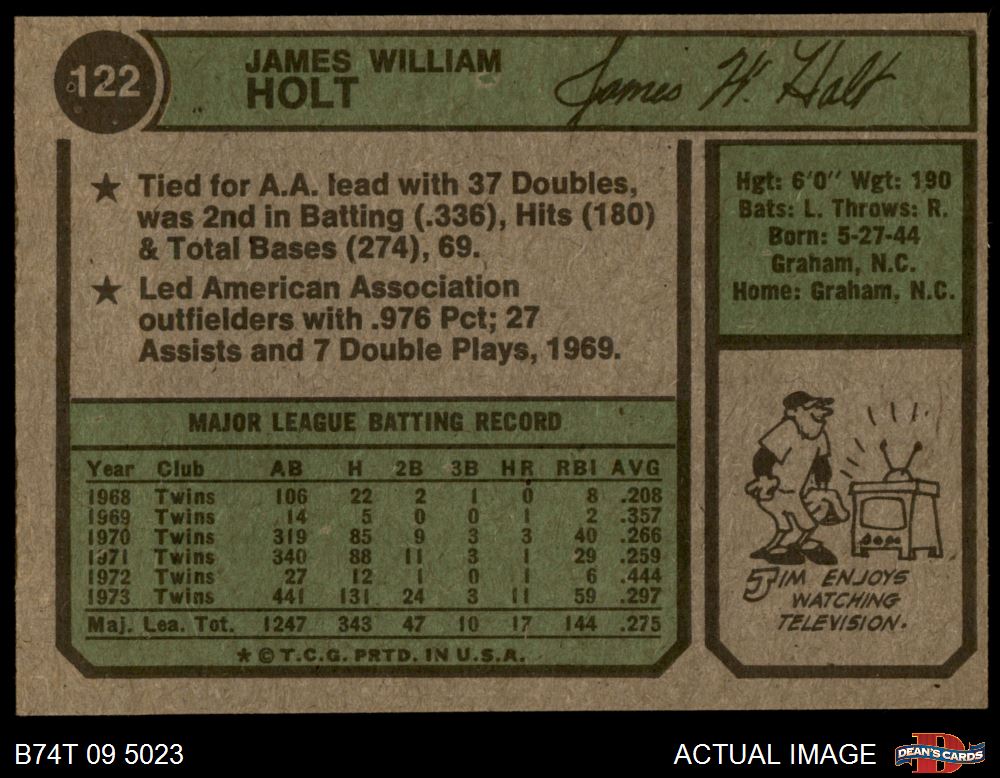 122
JAMES WILLIAM
HOLT
James W. Holt
★ Tied for A.A. lead with 37 Doubles,
was 2nd in Batting (.336), Hits (180)
& Total Bases (274), 69.
★ Led American Association
outfielders with .976 Pct; 27
Assists and 7 Double Plays, 1969.
Hgt: 6'0" Wgt: 190
Bats: L. Throws: R.
Born: 5-27-44
Graham, N.C.
Home: Graham, N.C.
MAJOR LEAGUE BATTING RECORD
Year Club AB H 2B 3B HR RBI AVG
1968 Twins 106 22 2 1 0 8 .208
1969 Twins 14 5 0 0 1 2 .357
1970 Twins 319 85 9 3 3 40 .266
1971 Twins 340 88 11 3 1 29 .259
1972 Twins 27 12 1 0 1 6 .444
1973 Twins 441 131 24 3 11 59 .297
Maj. Lea. Tot. 1247 343 47 10 17 144 .275
★ © T.C.G. PRTD. IN U.S.A.
JIM ENJOYS
WATCHING
TELEVISION.
B74T 09 5023
ACTUAL IMAGE
DEAN'S CARDS